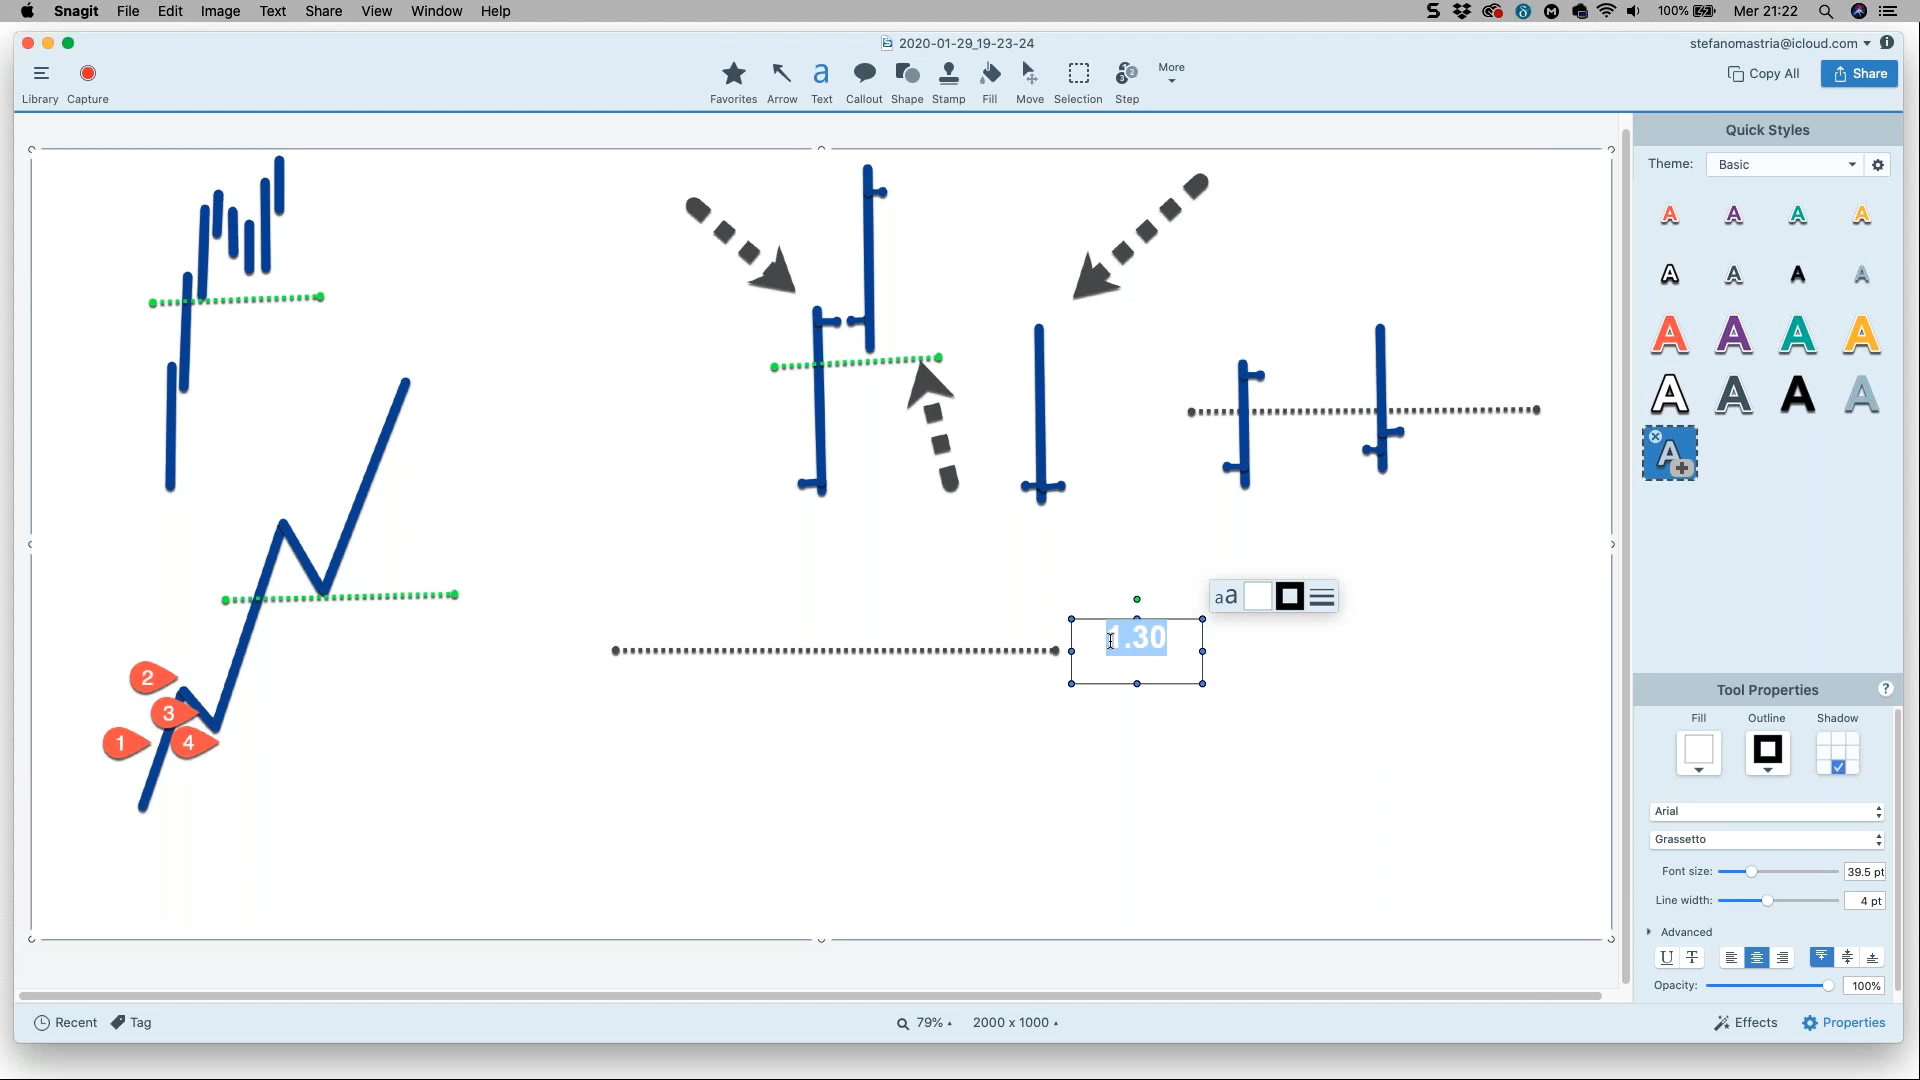 Snagit File Edit Image Text Share View Window Help
100% Mer 21:22
2020-01-29_19-23-24
stefanomastria@icloud.com
Library Capture
Favorites Arrow Text Callout Shape Stamp Fill Move Selection Step
More
Copy All
Share
Quick Styles
Theme: Basic
A A A A
A A A A
A A A A
A A A A
A
aa
1.30
2
3
1
4
Tool Properties ?
Fill Outline Shadow
Arial
Grassetto
Font size: 39.5 pt
Line width: 4 pt
Advanced
U T
Opacity: 100%
Recent Tag
79% 2000 x 1000
Effects Properties